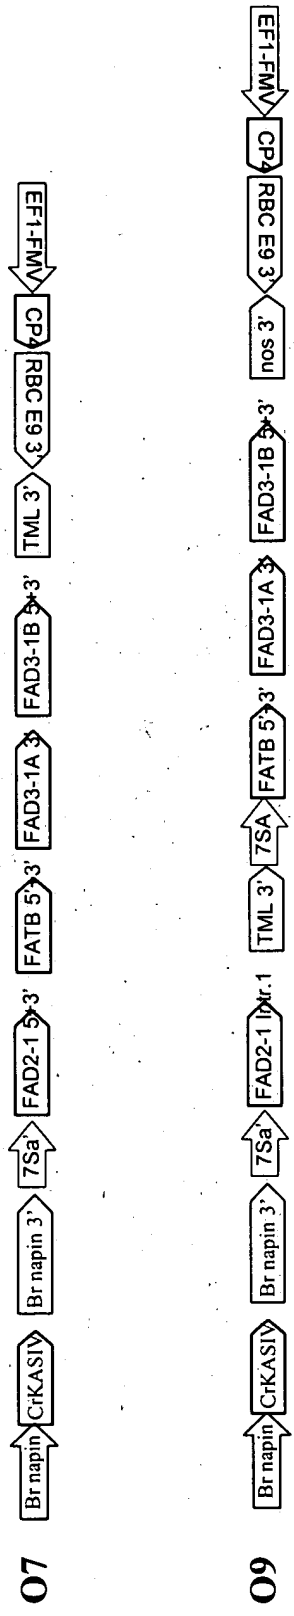 O7 Br napin CrKASIV Br napin 3' 7Sa' FAD2-1 5+3' FATB 5'+3' FAD3-1A 3' FAD3-1B 5+3' TML 3' RBC E9 3' CP4 EF1-FMV
O9 Br napin CrKASIV Br napin 3' 7Sa' FAD2-1 Intr.1 TML 3' 7SA FATB 5'+3' FAD3-1A 3' FAD3-1B 5+3' nos 3' RBC E9 3' CP4 EF1-FMV